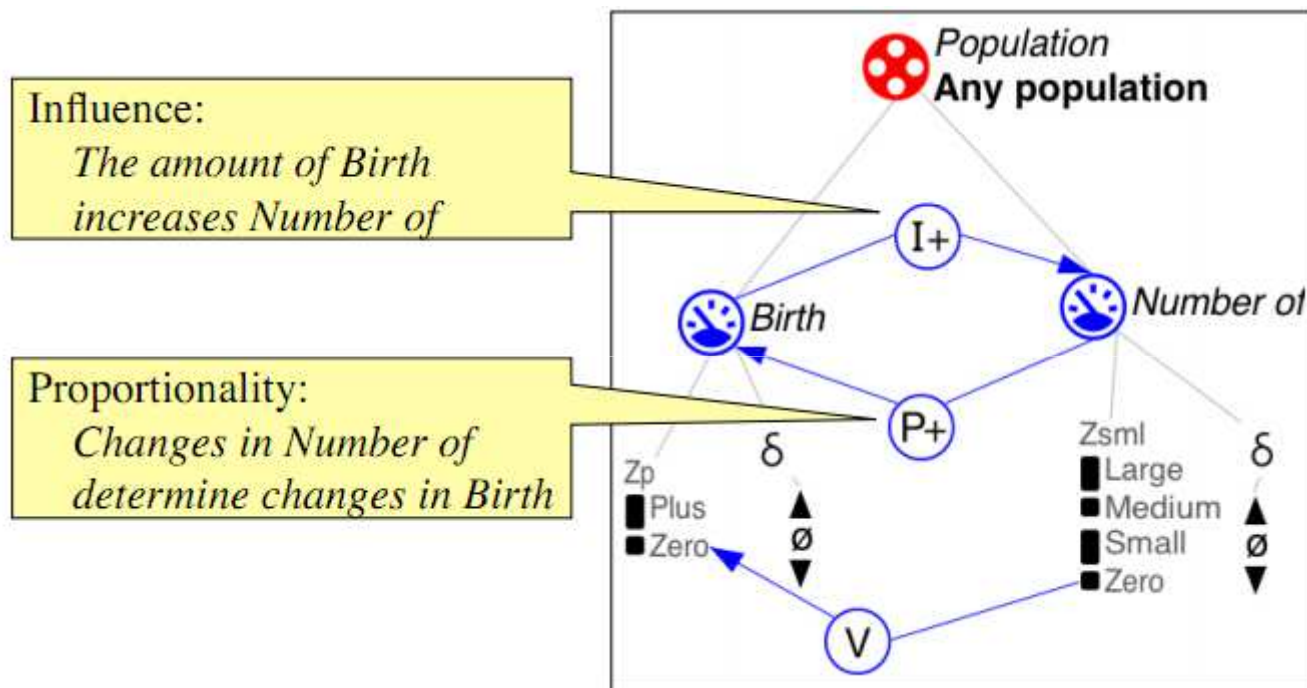 Population
Any population
Influence:
The amount of Birth
increases Number of
I+
Birth
Number of
Proportionality:
Changes in Number of
determine changes in Birth
P+
Zp
Plus
Zero
δ
ø
Zsml
Large
Medium
Small
Zero
δ
ø
V